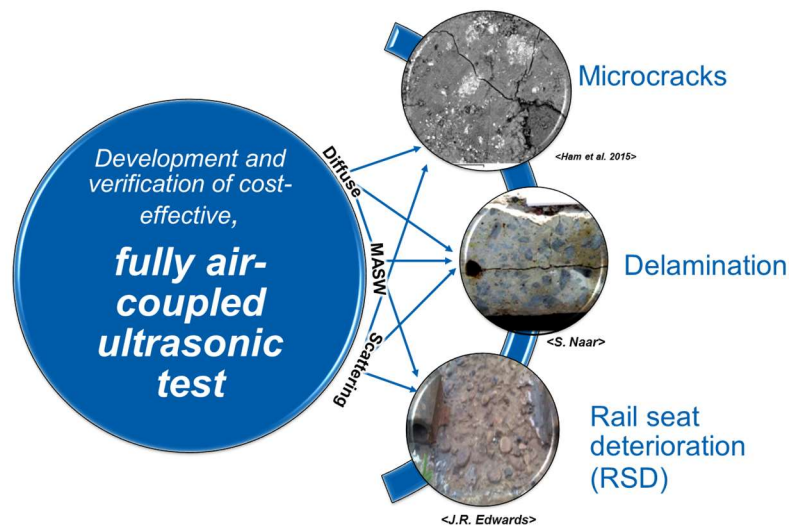 Development and
verification of cost-
effective,
fully air-
coupled
ultrasonic
test
Diffuse
MASW
Scattering
Microcracks
<Ham et al. 2015>
Delamination
<S. Naar>
Rail seat
deterioration
(RSD)
<J.R. Edwards>